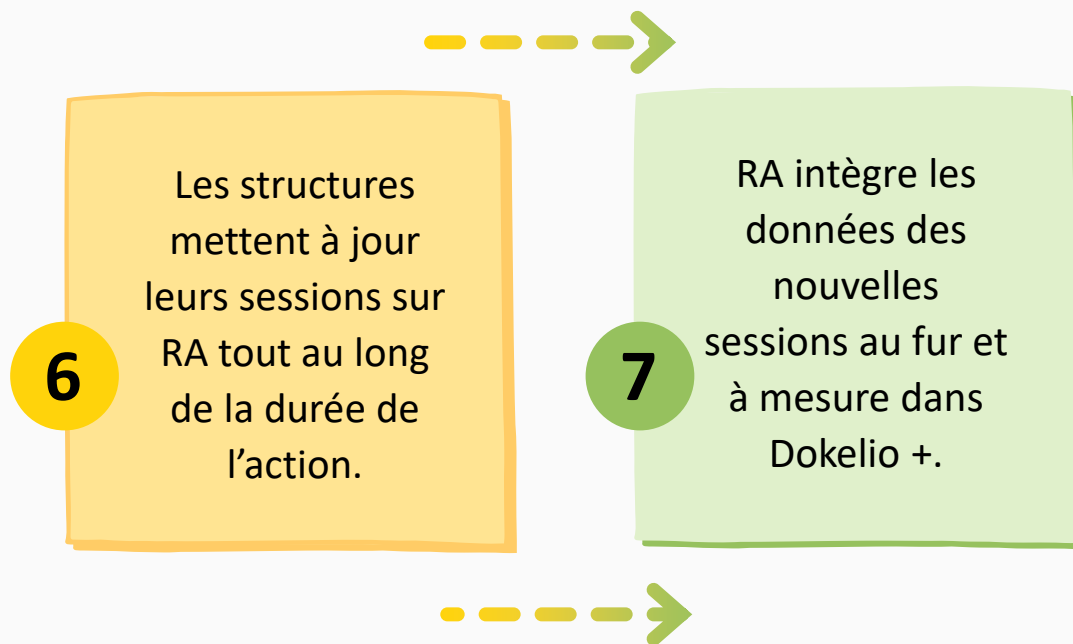 6
Les structures
mettent à jour
leurs sessions sur
RA tout au long
de la durée de
l’action.
7
RA intègre les
données des
nouvelles
sessions au fur et
à mesure dans
Dokelio +.